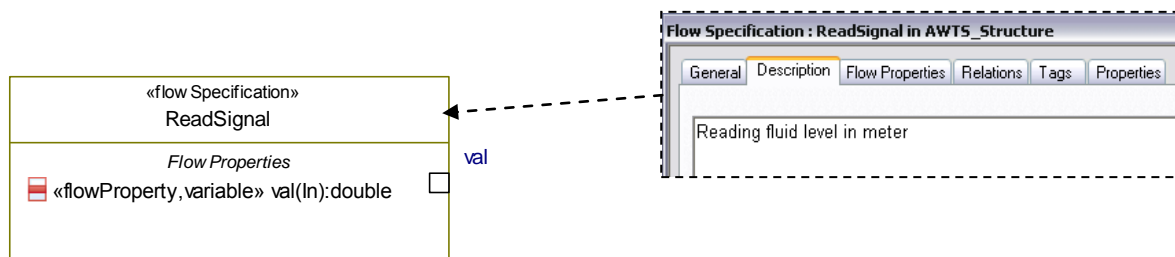 «flow Specification»
ReadSignal
Flow Properties
«flowProperty,variable» val(In):double
val
Flow Specification : ReadSignal in AWTS_Structure
General Description Flow Properties Relations Tags Properties
Reading fluid level in meter